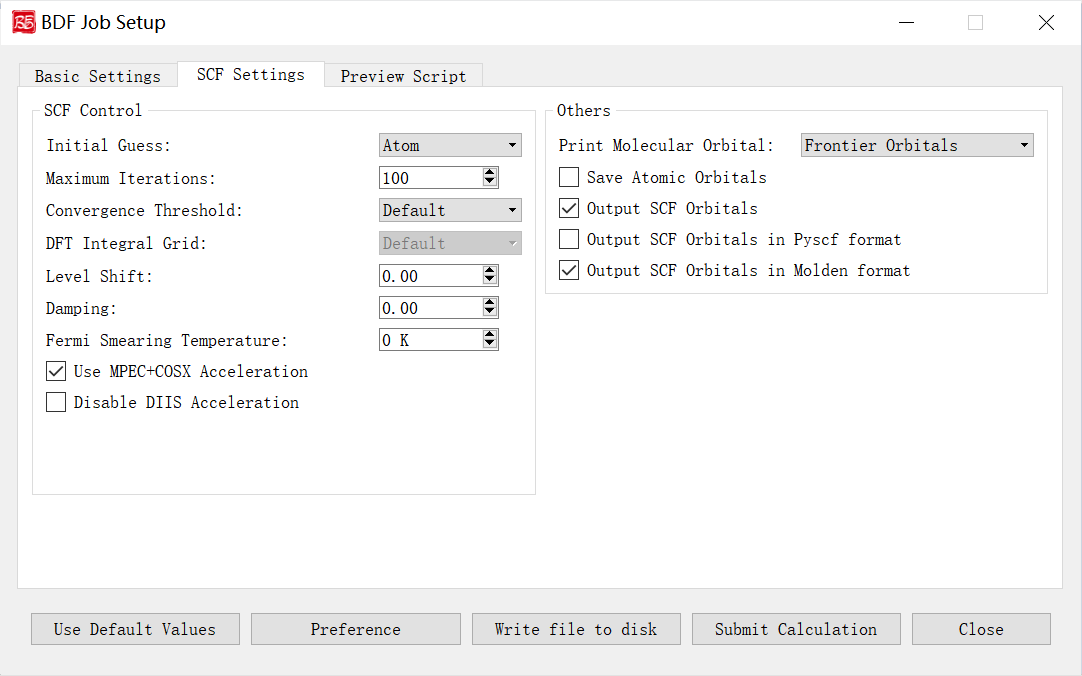 BDF Job Setup
Basic Settings
SCF Settings
Preview Script
SCF Control
Initial Guess: Atom
Maximum Iterations: 100
Convergence Threshold: Default
DFT Integral Grid: Default
Level Shift: 0.00
Damping: 0.00
Fermi Smearing Temperature: 0 K
Use MPEC+COSX Acceleration
Disable DIIS Acceleration
Others
Print Molecular Orbital: Frontier Orbitals
Save Atomic Orbitals
Output SCF Orbitals
Output SCF Orbitals in Pyscf format
Output SCF Orbitals in Molden format
Use Default Values
Preference
Write file to disk
Submit Calculation
Close